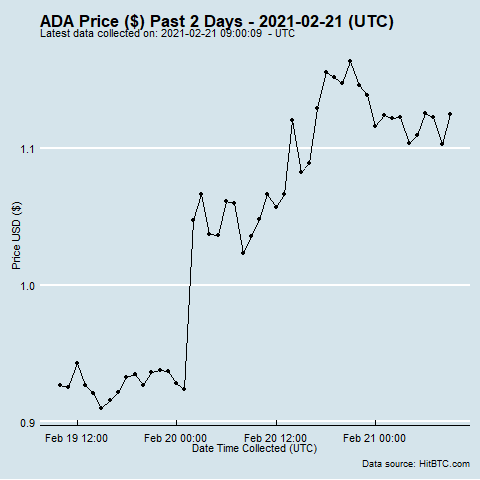 ADA Price ($) Past 2 Days - 2021-02-21 (UTC)
Latest data collected on: 2021-02-21 09:00:09  - UTC
Price USD ($)
1.1
1.0
0.9
Feb 19 12:00 Feb 20 00:00 Feb 20 12:00 Feb 21 00:00
Date Time Collected (UTC)
Data source: HitBTC.com